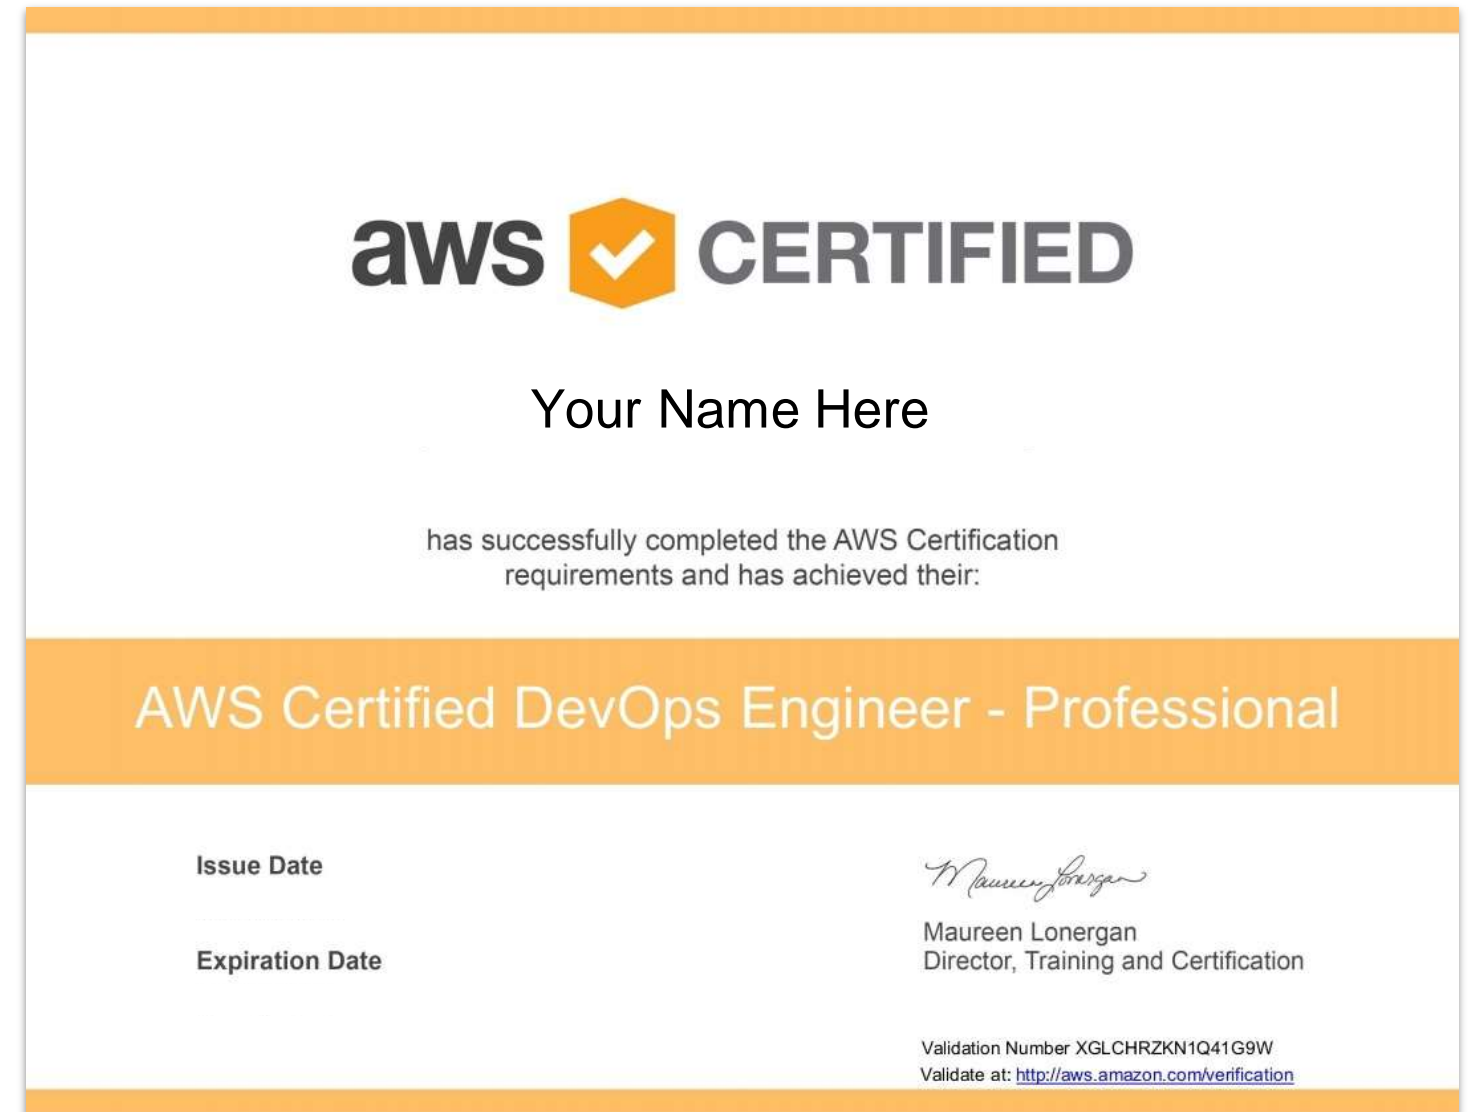 aws CERTIFIED
Your Name Here
has successfully completed the AWS Certification
requirements and has achieved their:
AWS Certified DevOps Engineer - Professional
Issue Date
Expiration Date
Maureen Lonergan
Maureen Lonergan
Director, Training and Certification
Validation Number XGLCHRZKN1Q41G9W
Validate at: http://aws.amazon.com/verification